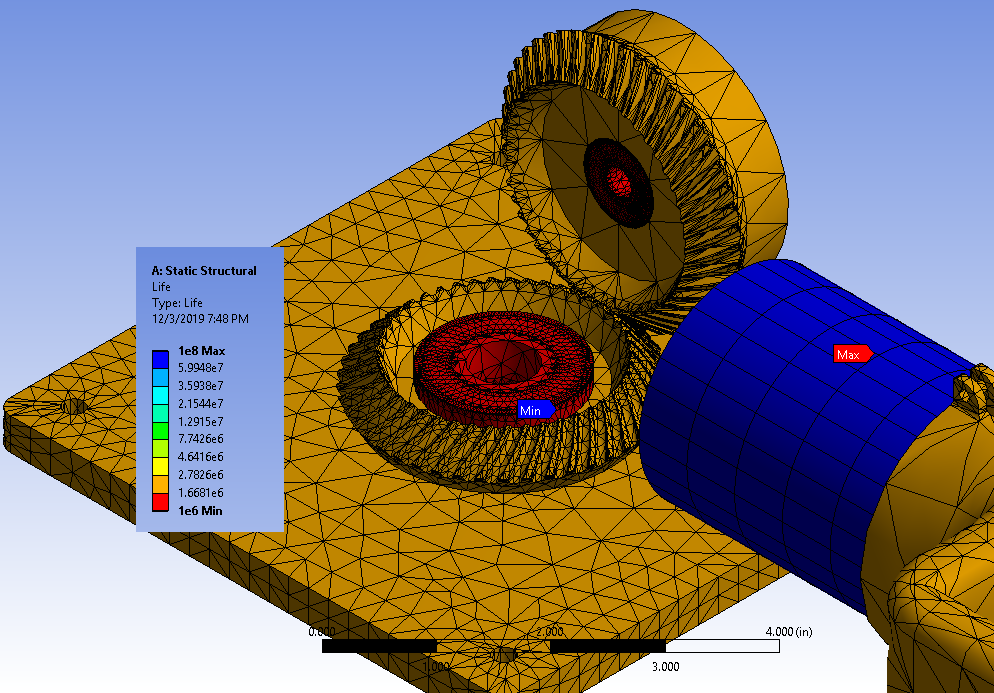 A: Static Structural
Life
Type: Life
12/3/2019 7:48 PM
1e8 Max
5.9948e7
3.5938e7
2.1544e7
1.2915e7
7.7426e6
4.6416e6
2.7826e6
1.6681e6
1e6 Min
Max
Min
0.000 2.000 4.000 (in)
1.000 3.000